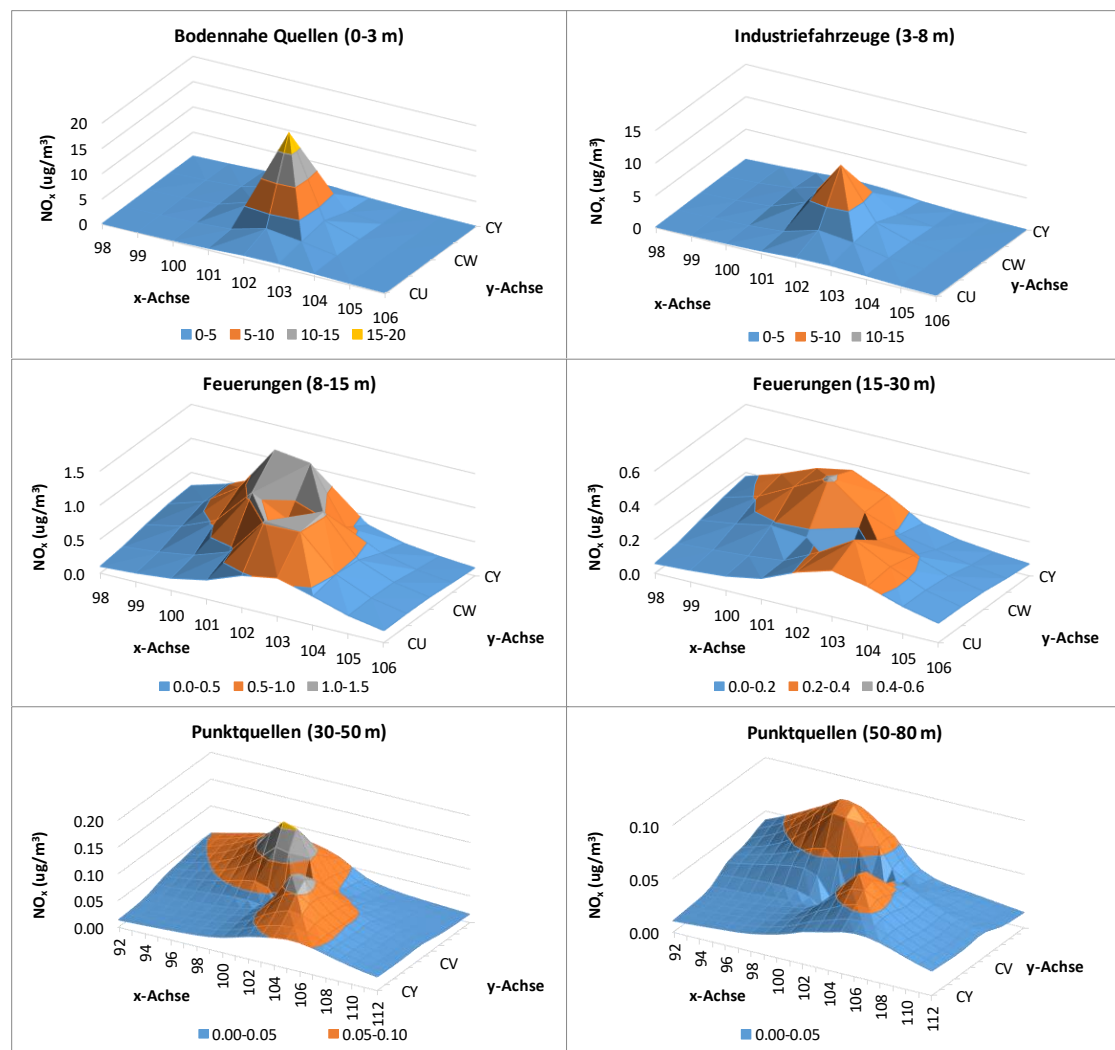 Bodennahe Quellen (0-3 m)
NOx (ug/m³)
20
15
10
5
0
98
99
100
101
102
103
104
105
106
x-Achse
CU
CW
CY
y-Achse
0-5 5-10 10-15 15-20
Industriefahrzeuge (3-8 m)
NOx (ug/m³)
15
10
5
0
98
99
100
101
102
103
104
105
106
x-Achse
CU
CW
CY
y-Achse
0-5 5-10 10-15
Feuerungen (8-15 m)
NOx (ug/m³)
1.5
1.0
0.5
0.0
98
99
100
101
102
103
104
105
106
x-Achse
CU
CW
CY
y-Achse
0.0-0.5 0.5-1.0 1.0-1.5
Feuerungen (15-30 m)
NOx (ug/m³)
0.6
0.4
0.2
0.0
98
99
100
101
102
103
104
105
106
x-Achse
CU
CW
CY
y-Achse
0.0-0.2 0.2-0.4 0.4-0.6
Punktquellen (30-50 m)
NOx (ug/m³)
0.20
0.15
0.10
0.05
0.00
92
94
96
98
100
102
104
106
108
110
112
x-Achse
CY
CV
y-Achse
0.00-0.05 0.05-0.10
Punktquellen (50-80 m)
NOx (ug/m³)
0.10
0.05
0.00
92
94
96
98
100
102
104
106
108
110
112
x-Achse
CY
CV
y-Achse
0.00-0.05